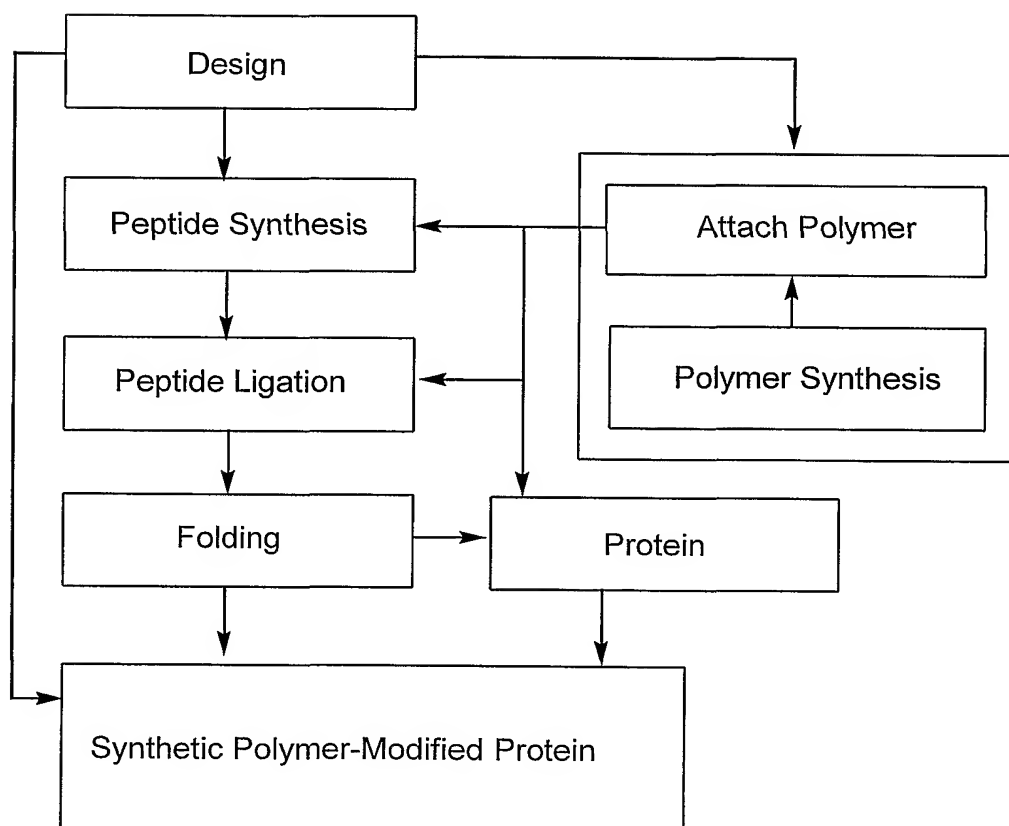 Design
Peptide Synthesis
Attach Polymer
Peptide Ligation
Polymer Synthesis
Folding
Protein
Synthetic Polymer-Modified Protein